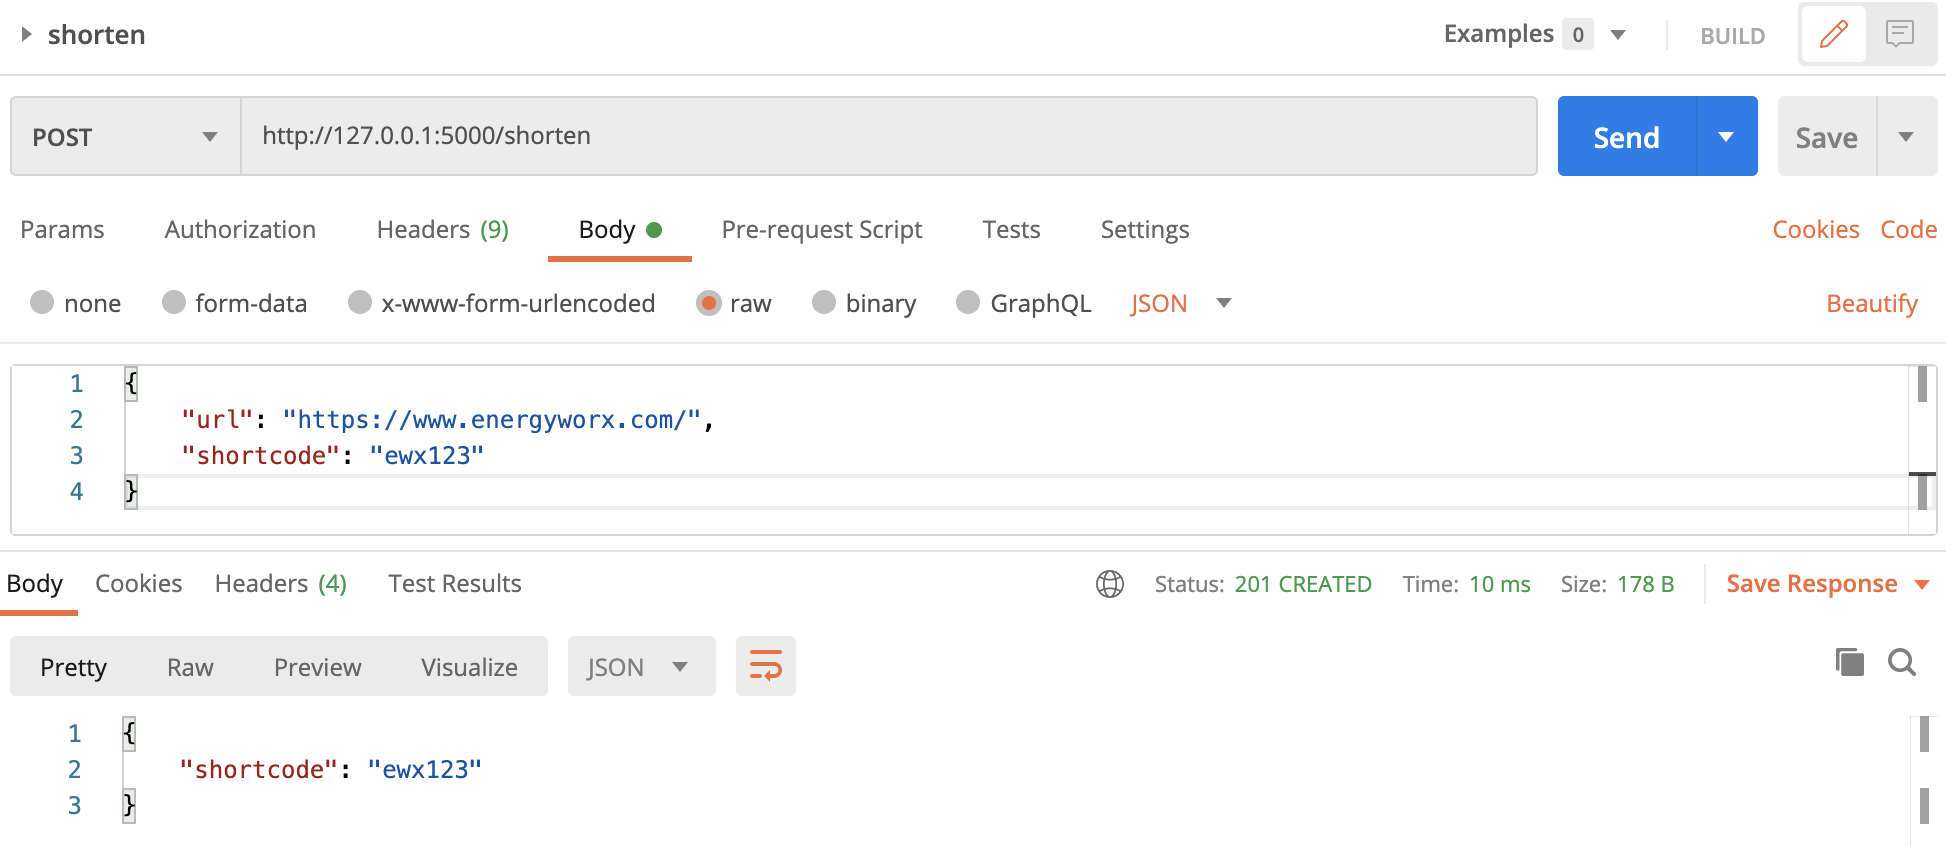 shorten Examples 0 BUILD
POST http://127.0.0.1:5000/shorten Send Save
Params Authorization Headers (9) Body Pre-request Script Tests Settings Cookies Code
none form-data x-www-form-urlencoded raw binary GraphQL JSON Beautify
1 {
2 "url": "https://www.energyworx.com/",
3 "shortcode": "ewx123"
4 }
Body Cookies Headers (4) Test Results Status: 201 CREATED Time: 10 ms Size: 178 B Save Response
Pretty Raw Preview Visualize JSON
1 {
2 "shortcode": "ewx123"
3 }